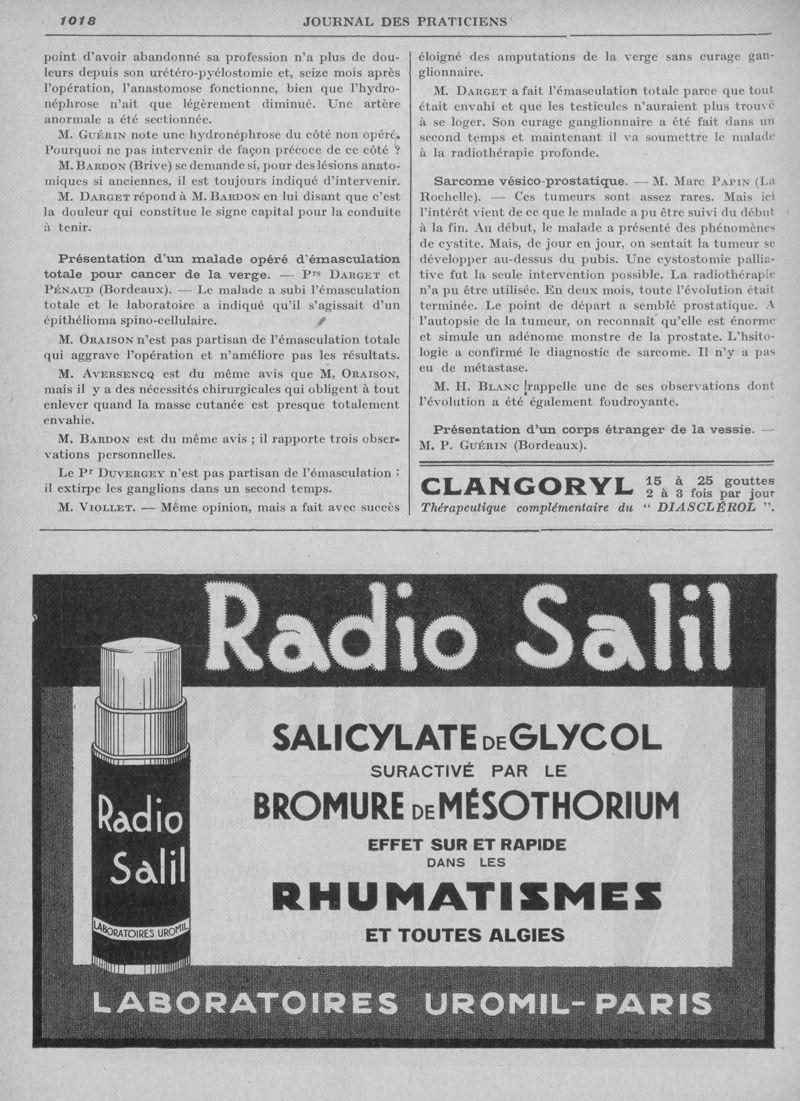 1018
JOURNAL DES PRATICIENS
point d'avoir abandonné sa profession n'a plus de dou-
leurs depuis son urétéro-pyélostomie et, seize mois après
l'opération, l'anastomose fonctionne, bien que l'hydro-
néphrose n'ait que légèrement diminué. Une artère
anormale a été sectionnée.
M. GUÉRIN note une hydronéphrose du côté non opéré.
Pourquoi ne pas intervenir de façon précoce de ce côté ?
M. BARDON (Brive) se demande si, pour des lésions anato-
miques si anciennes, il est toujours indiqué d'intervenir.
M. DARGET répond à M. BARDON en lui disant que c'est
la douleur qui constitue le signe capital pour la conduite
à tenir.
Présentation d'un malade opéré d'émasculation
totale pour cancer de la verge. — Prs DARGET et
PÉNAUD (Bordeaux). — Le malade a subi l'émasculation
totale et le laboratoire a indiqué qu'il s'agissait d'un
épithélioma spino-cellulaire.
M. ORAISON n'est pas partisan de l'émasculation totale
qui aggrave l'opération et n'améliore pas les résultats.
M. AVERSENCQ est du même avis que M, ORAISON,
mais il y a des nécessités chirurgicales qui obligent à tout
enlever quand la masse cutanée est presque totalement
envahie.
M. BARDON est du même avis ; il rapporte trois obser-
vations personnelles.
Le Pr DUVERGEY n'est pas partisan de l'émasculation ;
il extirpe les ganglions dans un second temps.
M. VIOLLET. — Même opinion, mais a fait avec succès
éloigné des amputations de la verge sans curage gan-
glionnaire.
M. DARGET a fait l'émasculation totale parce que tout
était envahi et que les testicules n'auraient plus trouvé
à se loger. Son curage ganglionnaire a été fait dans un
second temps et maintenant il va soumettre le malade
à la radiothérapie profonde.
Sarcome vésico-prostatique. — M. Marc PAPIN (La
Rochelle). — Ces tumeurs sont assez rares. Mais ici
l'intérêt vient de ce que le malade a pu être suivi du début
à la fin. Au début, le malade a présenté des phénomènes
de cystite. Mais, de jour en jour, on sentait la tumeur se
développer au-dessus du pubis. Une cystostomie pallia-
tive fut la seule intervention possible. La radiothérapie
n'a pu être utilisée. En deux mois, toute l'évolution était
terminée. Le point de départ a semblé prostatique. A
l'autopsie de la tumeur, on reconnaît qu'elle est énorme
et simule un adénome monstre de la prostate. L'hsito-
logie a confirmé le diagnostic de sarcome. Il n'y a pas
eu de métastase.
M. H. BLANC rappelle une de ses observations dont
l'évolution a été également foudroyante.
Présentation d'un corps étranger de la vessie. —
M. P. GUÉRIN (Bordeaux).
CLANGORYL 15 à 25 gouttes
2 à 3 fois par jour
Thérapeutique complémentaire du " DIASCLÉROL ".
Radio Salil
SALICYLATE DE GLYCOL
SURACTIVÉ PAR LE
BROMURE DE MÉSOTHORIUM
EFFET SUR ET RAPIDE
DANS LES
RHUMATISMES
ET TOUTES ALGIES
Radio
Salil
LABORATOIRES UROMIL
LABORATOIRES UROMIL-PARIS